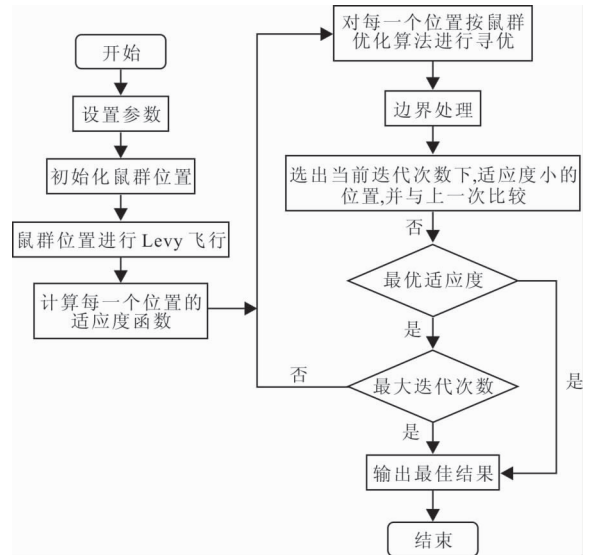 开始
设置参数
初始化鼠群位置
鼠群位置进行 Levy 飞行
计算每一个位置的
适应度函数
对每一个位置按鼠群
优化算法进行寻优
边界处理
选出当前迭代次数下,适应度小的
位置,并与上一次比较
否
最优适应度
是
是
否
最大迭代次数
是
输出最佳结果
结束